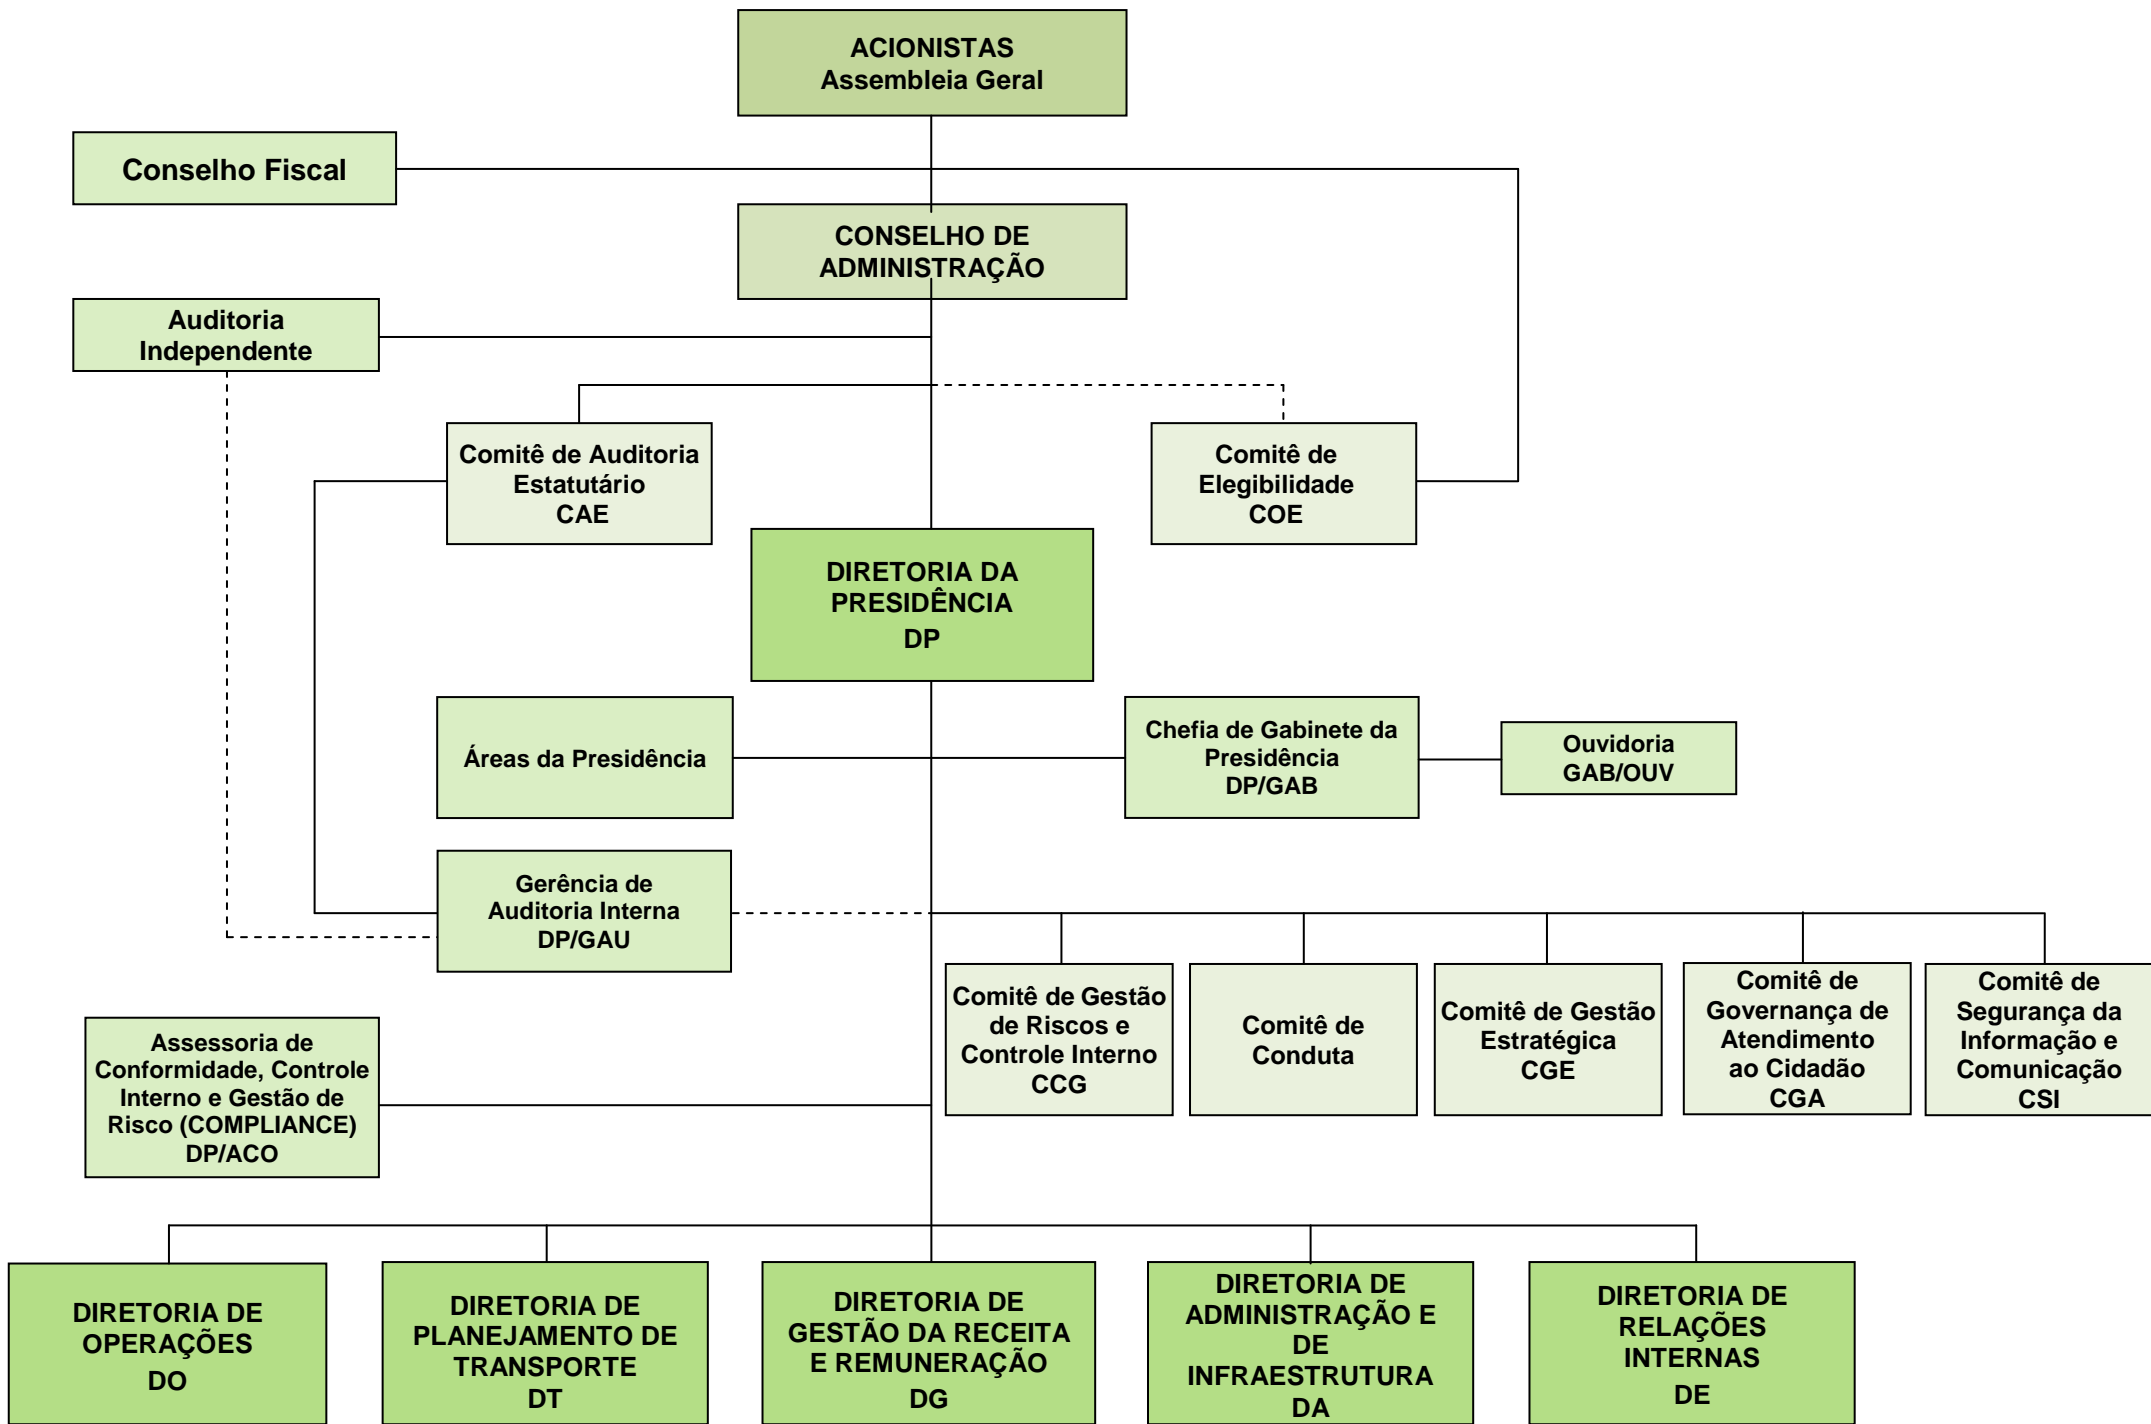 ACIONISTAS
Assembleia Geral
Conselho Fiscal
CONSELHO DE
ADMINISTRAÇÃO
Auditoria
Independente
Comitê de Auditoria
Estatutário
CAE
Comitê de
Elegibilidade
COE
DIRETORIA DA
PRESIDÊNCIA
DP
Áreas da Presidência
Chefia de Gabinete da
Presidência
DP/GAB
Ouvidoria
GAB/OUV
Gerência de
Auditoria Interna
DP/GAU
Comitê de Gestão
de Riscos e
Controle Interno
CCG
Comitê de
Conduta
Comitê de Gestão
Estratégica
CGE
Comitê de
Governança de
Atendimento
ao Cidadão
CGA
Comitê de
Segurança da
Informação e
Comunicação
CSI
Assessoria de
Conformidade, Controle
Interno e Gestão de
Risco (COMPLIANCE)
DP/ACO
DIRETORIA DE
OPERAÇÕES
DO
DIRETORIA DE
PLANEJAMENTO DE
TRANSPORTE
DT
DIRETORIA DE
GESTÃO DA RECEITA
E REMUNERAÇÃO
DG
DIRETORIA DE
ADMINISTRAÇÃO E
DE
INFRAESTRUTURA
DA
DIRETORIA DE
RELAÇÕES
INTERNAS
DE